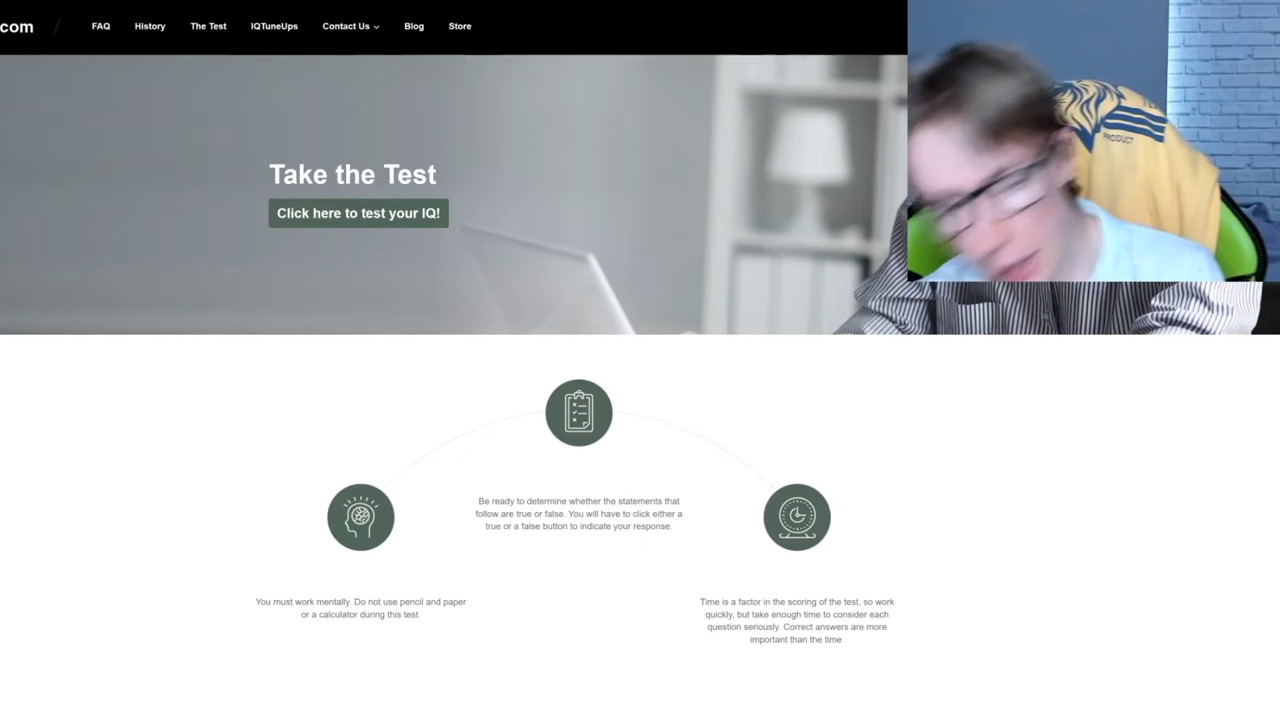 com
FAQ
History
The Test
IQTuneUps
Contact Us
Blog
Store
Take the Test
Click here to test your IQ!
Be ready to determine whether the statements that
follow are true or false. You will have to click either a
true or a false button to indicate your response.
You must work mentally. Do not use pencil and paper
or a calculator during this test.
Time is a factor in the scoring of the test, so work
quickly, but take enough time to consider each
question seriously. Correct answers are more
important than the time.
PRODUCT